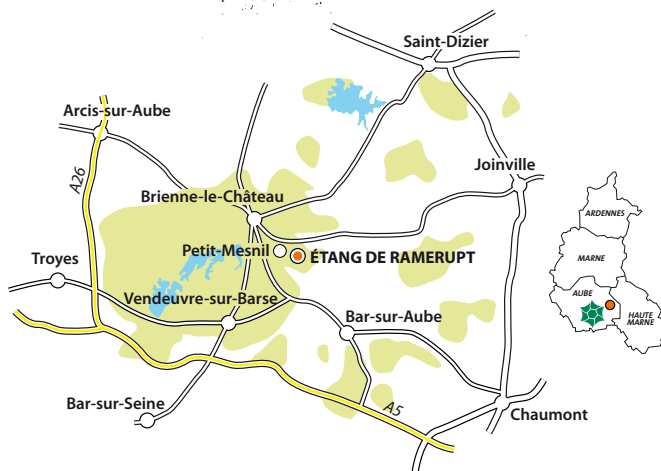 Saint-Dizier
Arcis-sur-Aube
A26
Joinville
Brienne-le-Château
ARDENNES
Petit-Mesnil
ÉTANG DE RAMERUPT
Troyes
MARNE
Vendeuvre-sur-Barse
AUBE
Bar-sur-Aube
HAUTE
MARNE
Bar-sur-Seine
A5
Chaumont